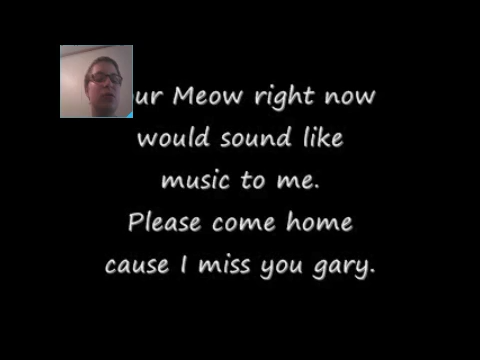 ur Meow right now
would sound like
music to me.
Please come home
cause I miss you gary.